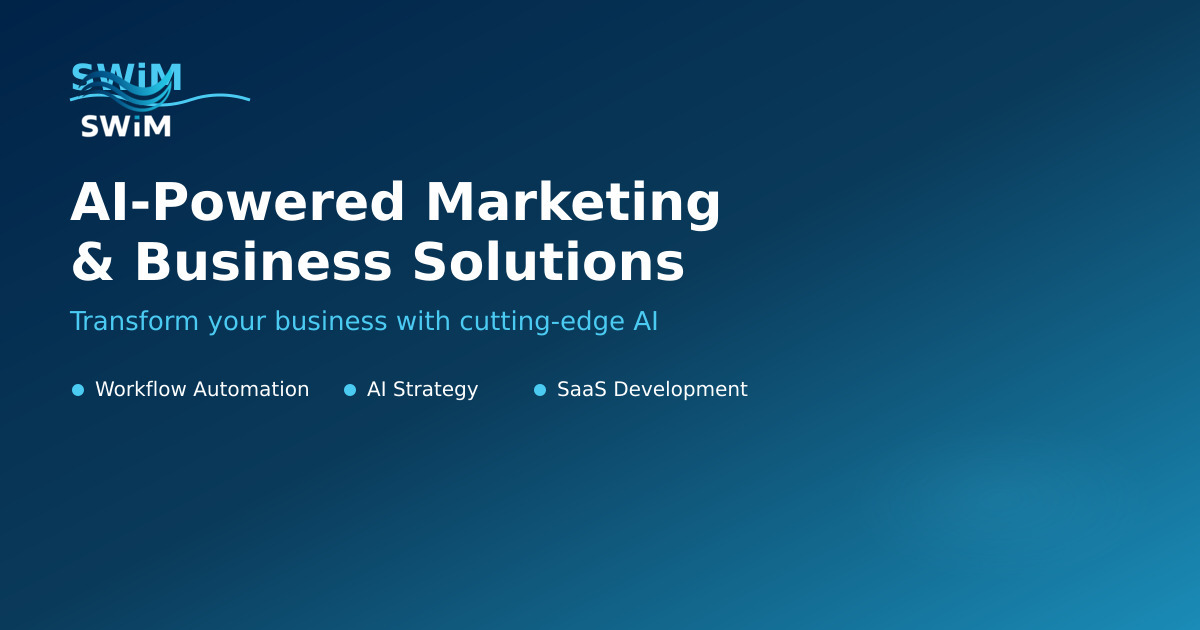 SWiM
SWiM
AI-Powered Marketing
& Business Solutions
Transform your business with cutting-edge AI
Workflow Automation
AI Strategy
SaaS Development